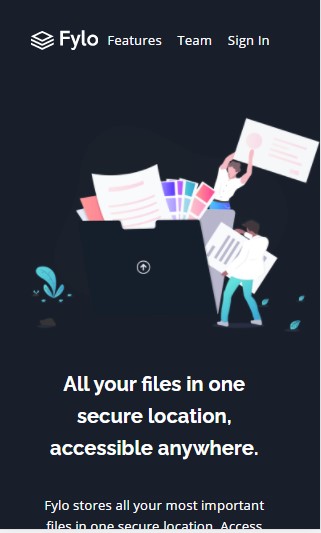 Fylo Features Team Sign In
All your files in one
secure location,
accessible anywhere.
Fylo stores all your most important
files in one secure location. Access